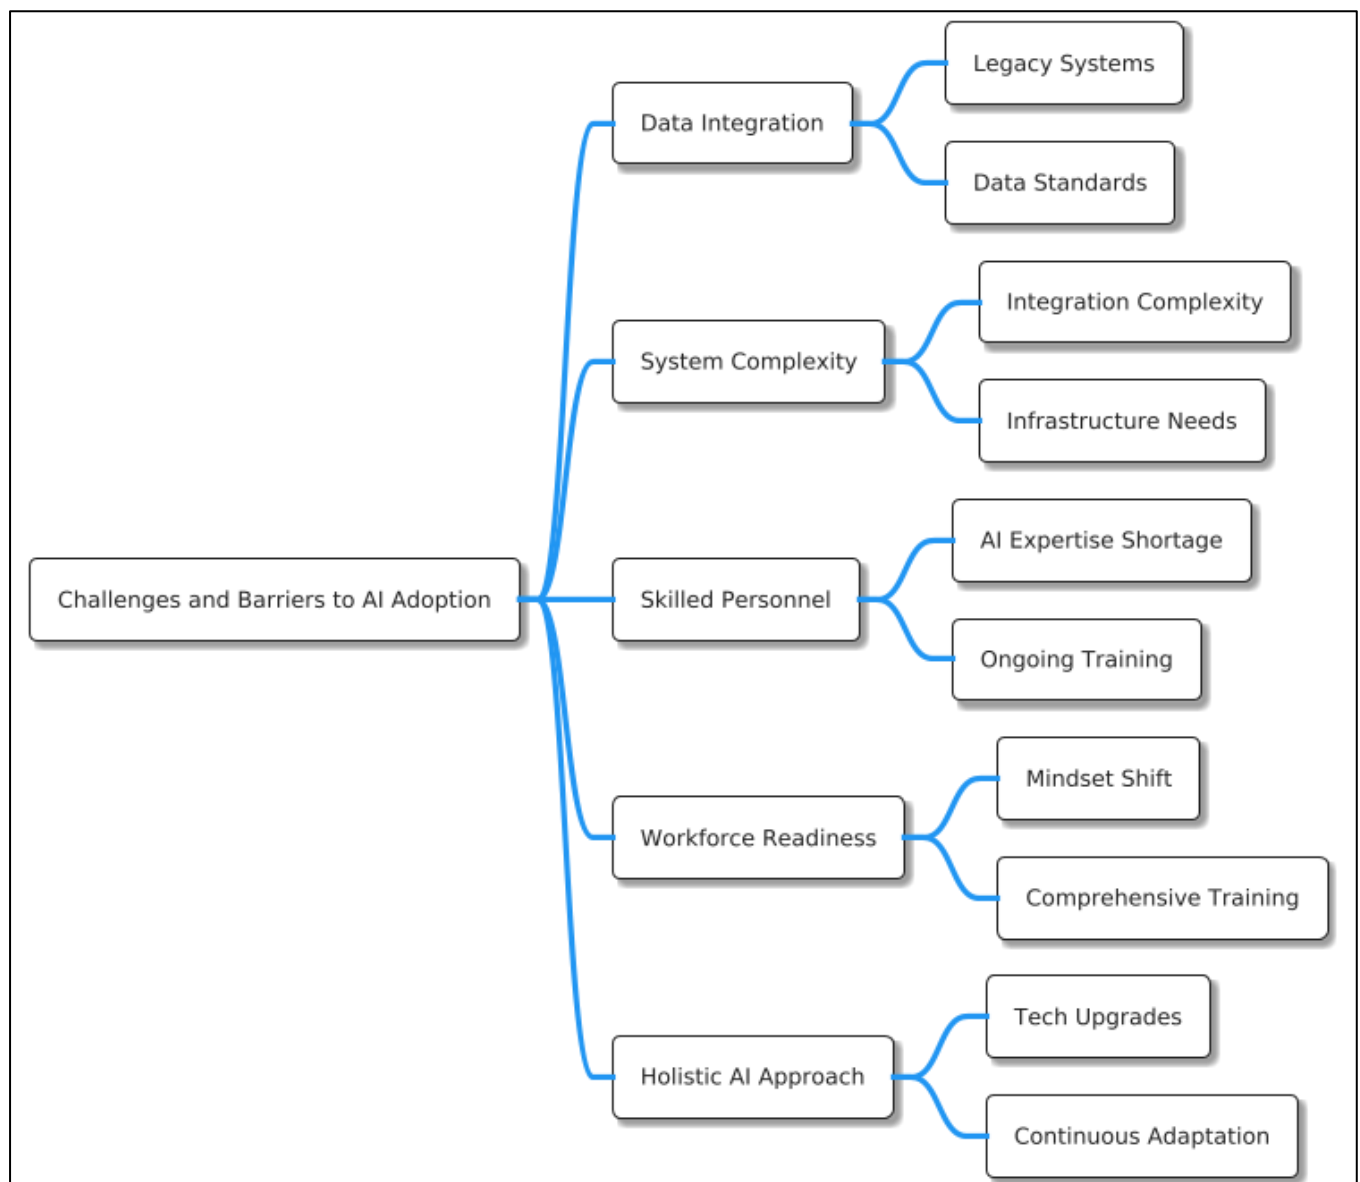 Challenges and Barriers to AI Adoption
Data Integration
Legacy Systems
Data Standards
System Complexity
Integration Complexity
Infrastructure Needs
Skilled Personnel
AI Expertise Shortage
Ongoing Training
Workforce Readiness
Mindset Shift
Comprehensive Training
Holistic AI Approach
Tech Upgrades
Continuous Adaptation